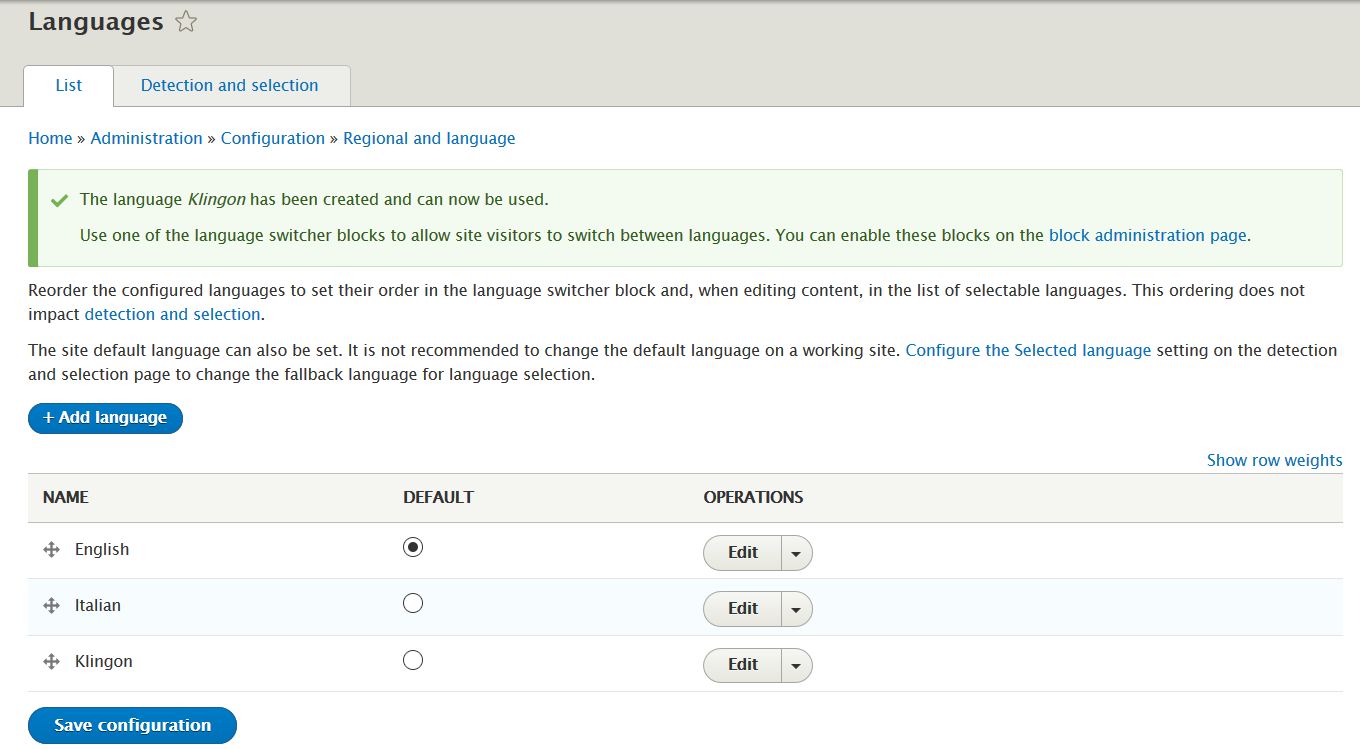 Languages
List
Detection and selection
Home » Administration » Configuration » Regional and language
The language Klingon has been created and can now be used.
Use one of the language switcher blocks to allow site visitors to switch between languages. You can enable these blocks on the block administration page.
Reorder the configured languages to set their order in the language switcher block and, when editing content, in the list of selectable languages. This ordering does not
impact detection and selection.
The site default language can also be set. It is not recommended to change the default language on a working site. Configure the Selected language setting on the detection
and selection page to change the fallback language for language selection.
+ Add language
Show row weights
NAME DEFAULT OPERATIONS
English Edit
Italian Edit
Klingon Edit
Save configuration